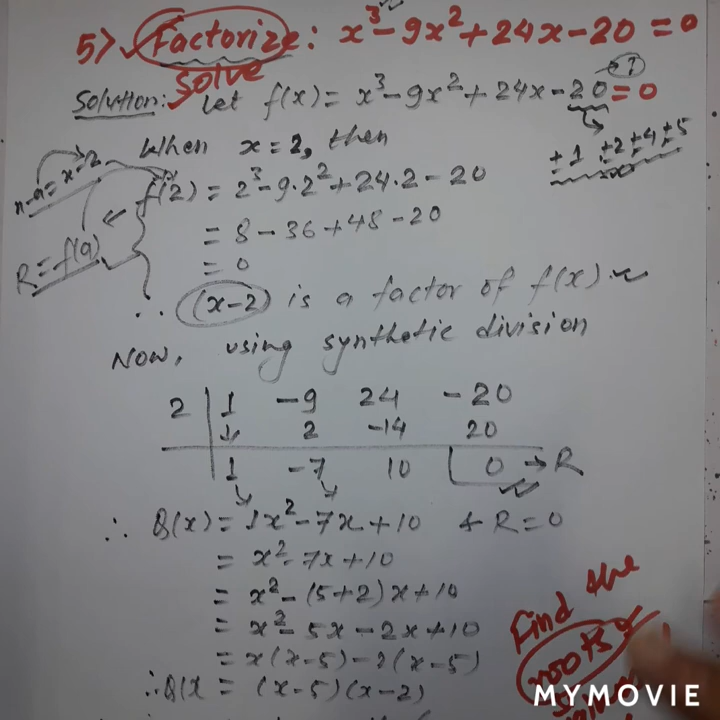 5) Factorize: x³ - 9x² + 24x - 20 = 0
Solve
Solution: Let f(x) = x³ - 9x² + 24x - 20 = 0
±1 ±2 ±4 ±5
When x = 2, then
x-a = x-2
f(2) = 2³ - 9·2² + 24·2 - 20
= 8 - 36 + 48 - 20
R = f(a)
= 0
∴ (x-2) is a factor of f(x)
Now, using synthetic division
2 | 1 -9 24 -20
↓ 2 -14 20
1 -7 10 0 → R
∴ Q(x) = 1x² - 7x + 10 & R = 0
= x² - 7x + 10
= x² - (5+2)x + 10
= x² - 5x - 2x + 10
= x(x-5) - 2(x-5)
∴ Q(x = (x-5)(x-2)
Find the
roots of
MYMOVIE